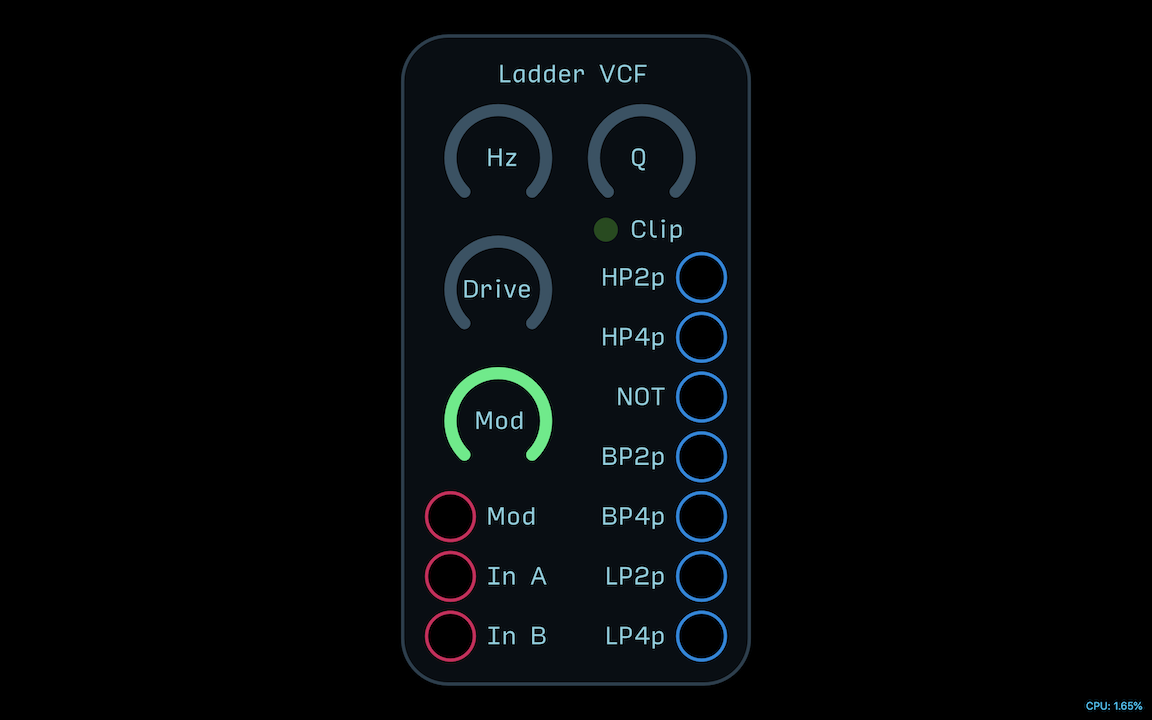 Ladder VCF
Hz
Q
Clip
Drive
HP2p
HP4p
NOT
Mod
BP2p
Mod
BP4p
In A
LP2p
In B
LP4p
CPU: 1.65%